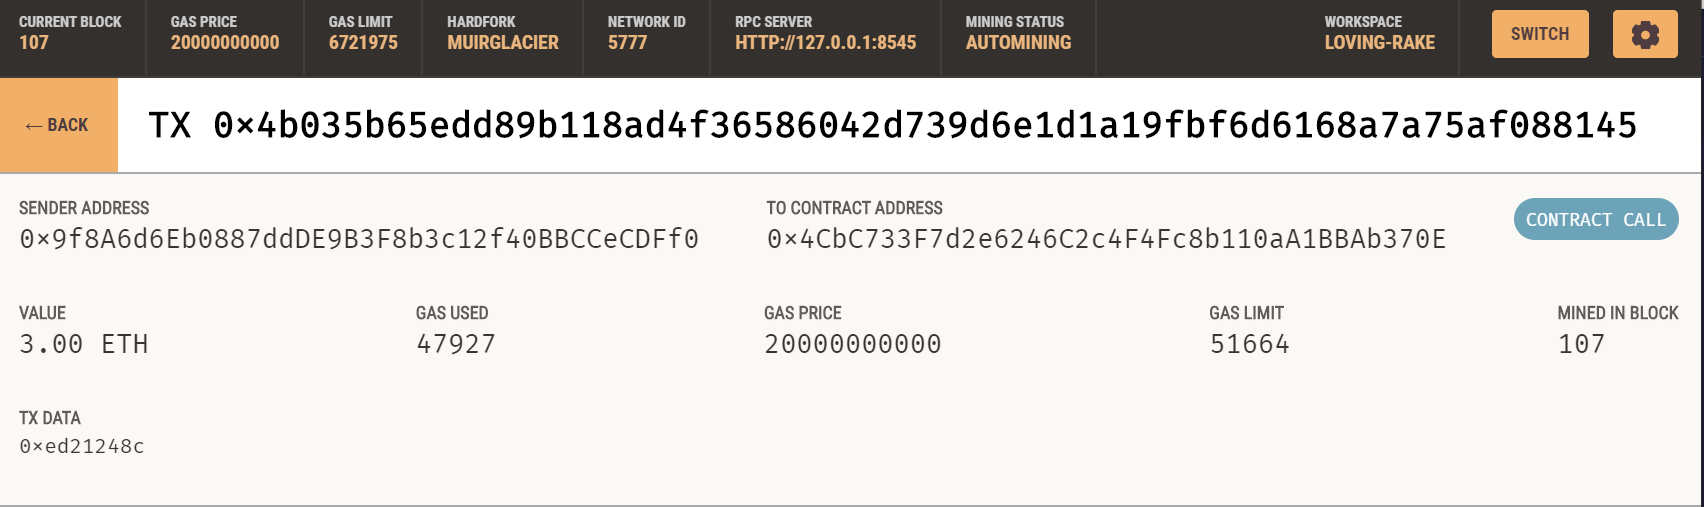 CURRENT BLOCK GAS PRICE GAS LIMIT HARDFORK NETWORK ID RPC SERVER MINING STATUS WORKSPACE
107 20000000000 6721975 MUIRGLACIER 5777 HTTP://127.0.0.1:8545 AUTOMINING LOVING-RAKE SWITCH
← BACK TX 0×4b035b65edd89b118ad4f36586042d739d6e1d1a19fbf6d6168a7a75af088145
SENDER ADDRESS TO CONTRACT ADDRESS
0×9f8A6d6Eb0887ddDE9B3F8b3c12f40BBCCeCDFf0 0×4CbC733F7d2e6246C2c4F4Fc8b110aA1BBAb370E CONTRACT CALL
VALUE GAS USED GAS PRICE GAS LIMIT MINED IN BLOCK
3.00 ETH 47927 20000000000 51664 107
TX DATA
0×ed21248c